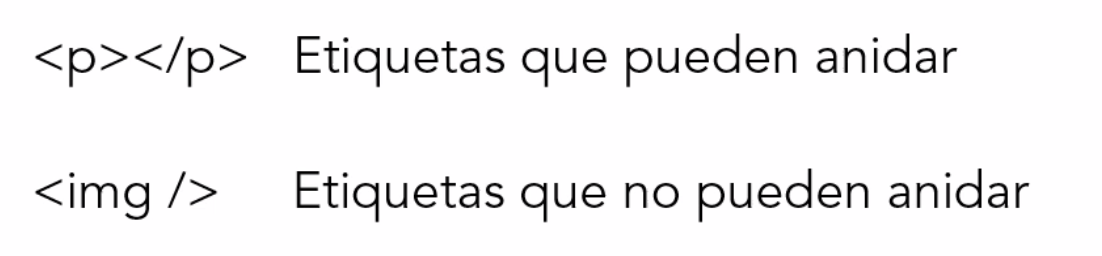 <p></p> Etiquetas que pueden anidar
<img /> Etiquetas que no pueden anidar